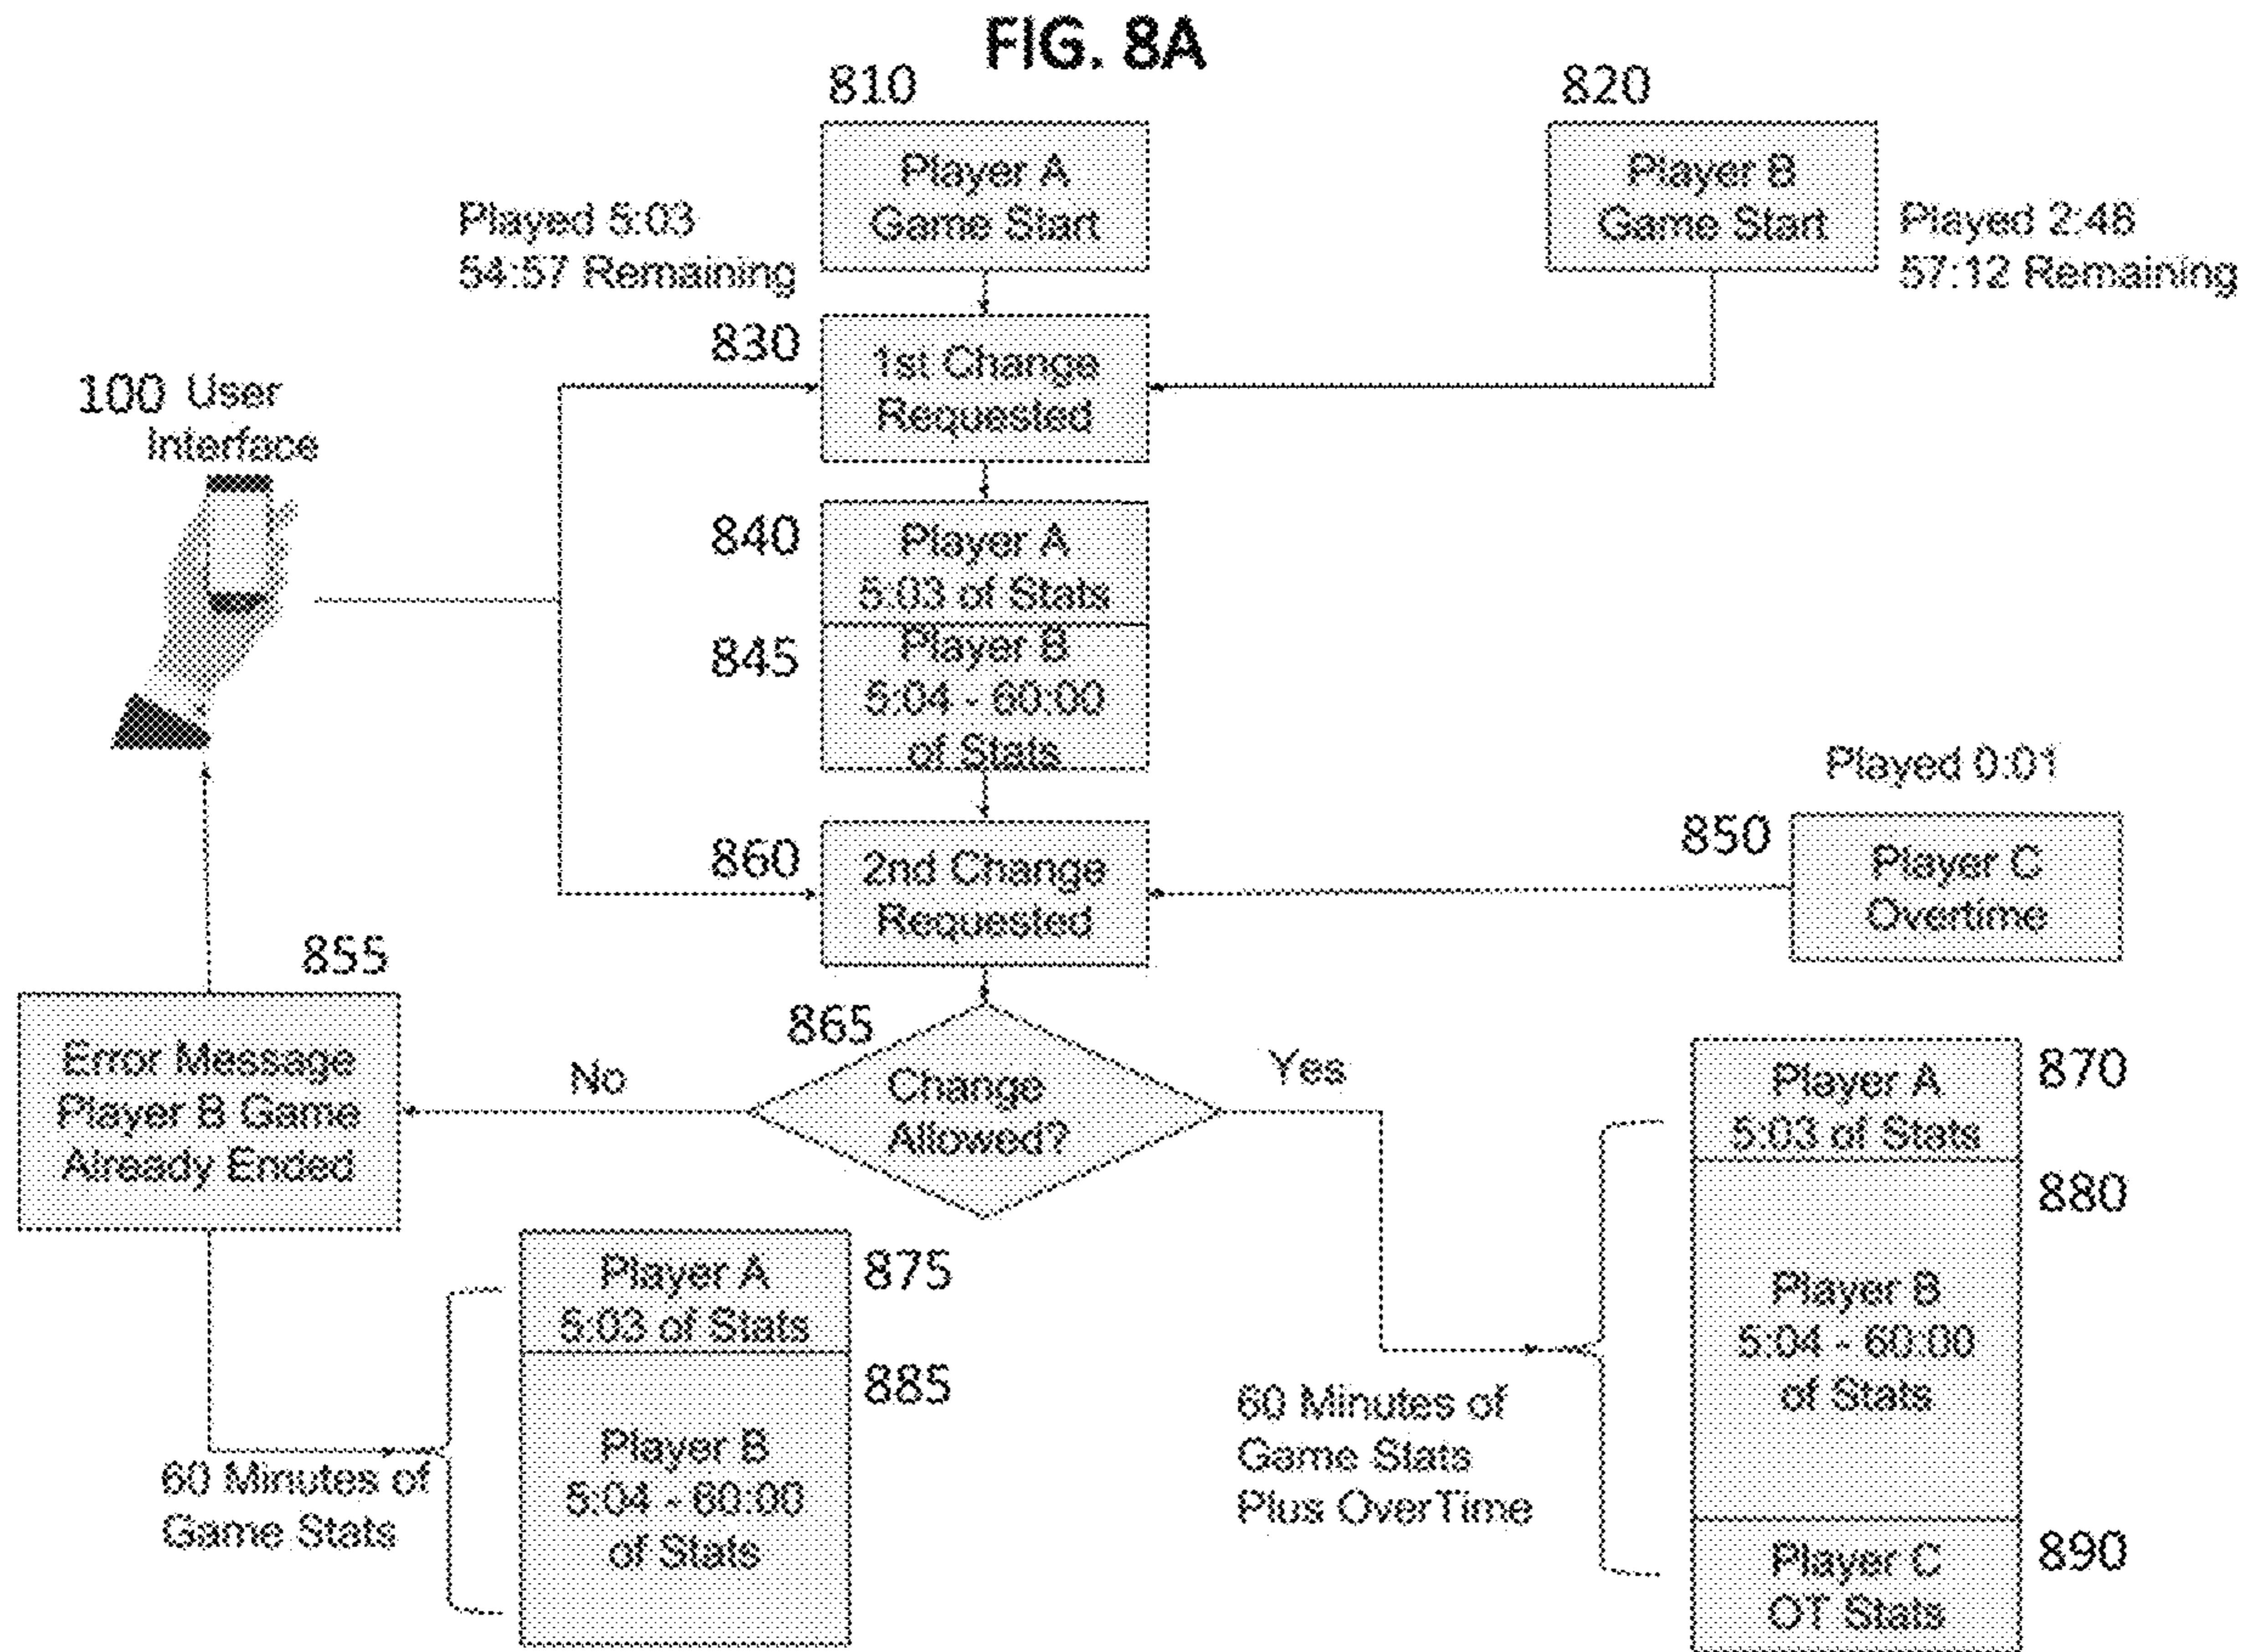 FIG. 8A
810
Player A
Game Start
820
Player B
Game Start
Played 5:03
54:57 Remaining
Played 2:48
57:12 Remaining
830
1st Change
Requested
100 User
Interface
840
Player A
5:03 of Stats
845
Player B
5:04 - 60:00
of Stats
Played 0:01
850
Player C
Overtime
860
2nd Change
Requested
855
Error Message
Player B Game
Already Ended
865
Change
Allowed?
No
Yes
870
Player A
5:03 of Stats
880
Player B
5:04 - 60:00
of Stats
890
Player C
OT Stats
60 Minutes of
Game Stats
Plus OverTime
875
Player A
5:03 of Stats
885
Player B
5:04 - 60:00
of Stats
60 Minutes of
Game Stats